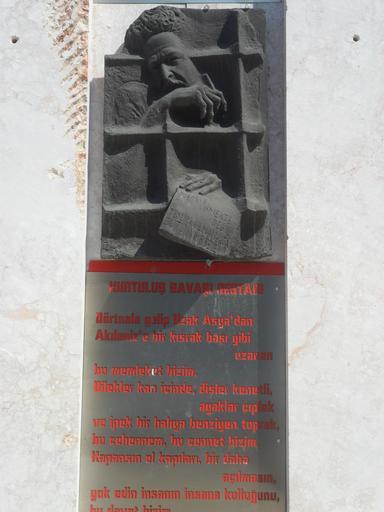 KURTULUŞ SAVAŞI DESTANI
Dörtnala gelip Uzak Asya'dan
Akdeniz'e bir kısrak başı gibi
uzanan
bu memleket bizim.
Bilekler kan içinde, dişler kenetli,
ayaklar çıplak
ve ipek bir halıya benziyen toprak,
bu cehennem, bu cennet bizim
Kapansın el kapıları, bir daha
açılmasın,
yok edin insanın insana kulluğunu,
bu davet bizim